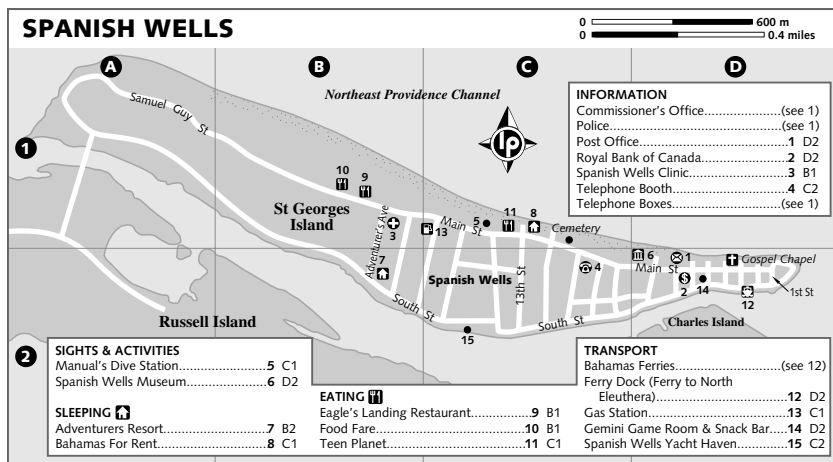 SPANISH WELLS
0 600 m
0 0.4 miles
A
B
C
D
1
2
Northeast Providence Channel
Samuel Guy St
lp
St Georges
Island
Adventurer's Ave
Main St
Cemetery
Spanish Wells
13th St
South St
South St
Main St
Gospel Chapel
1st St
Russell Island
Charles Island
10
9
3
13
5
11
8
7
4
6
1
2
14
12
15
INFORMATION
Commissioner's Office.....................(see 1)
Police..............................................(see 1)
Post Office.......................................1 D2
Royal Bank of Canada......................2 D2
Spanish Wells Clinic..........................3 B1
Telephone Booth..............................4 C2
Telephone Boxes............................(see 1)
SIGHTS & ACTIVITIES
Manual's Dive Station.......................5 C1
Spanish Wells Museum.....................6 D2
SLEEPING
Adventurers Resort...........................7 B2
Bahamas For Rent............................8 C1
EATING
Eagle's Landing Restaurant................9 B1
Food Fare.......................................10 B1
Teen Planet.....................................11 C1
TRANSPORT
Bahamas Ferries............................(see 12)
Ferry Dock (Ferry to North
Eleuthera)....................................12 D2
Gas Station.....................................13 C1
Gemini Game Room & Snack Bar.....14 D2
Spanish Wells Yacht Haven..............15 C2